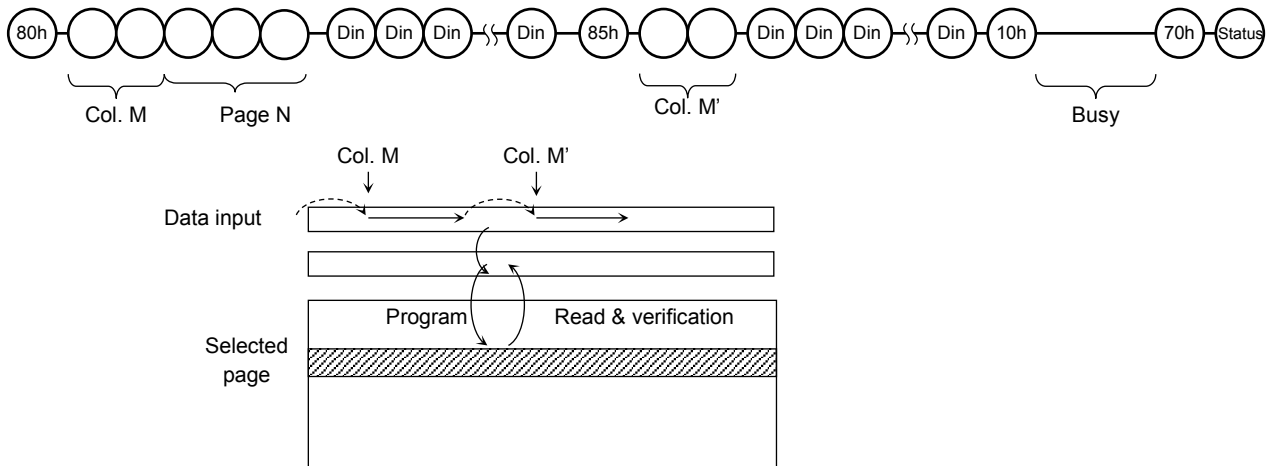 80h Din Din Din Din 85h Din Din Din Din 10h 70h Status
Col. M Page N Col. M’ Busy
Col. M Col. M’
Data input
Program Read & verification
Selected
page